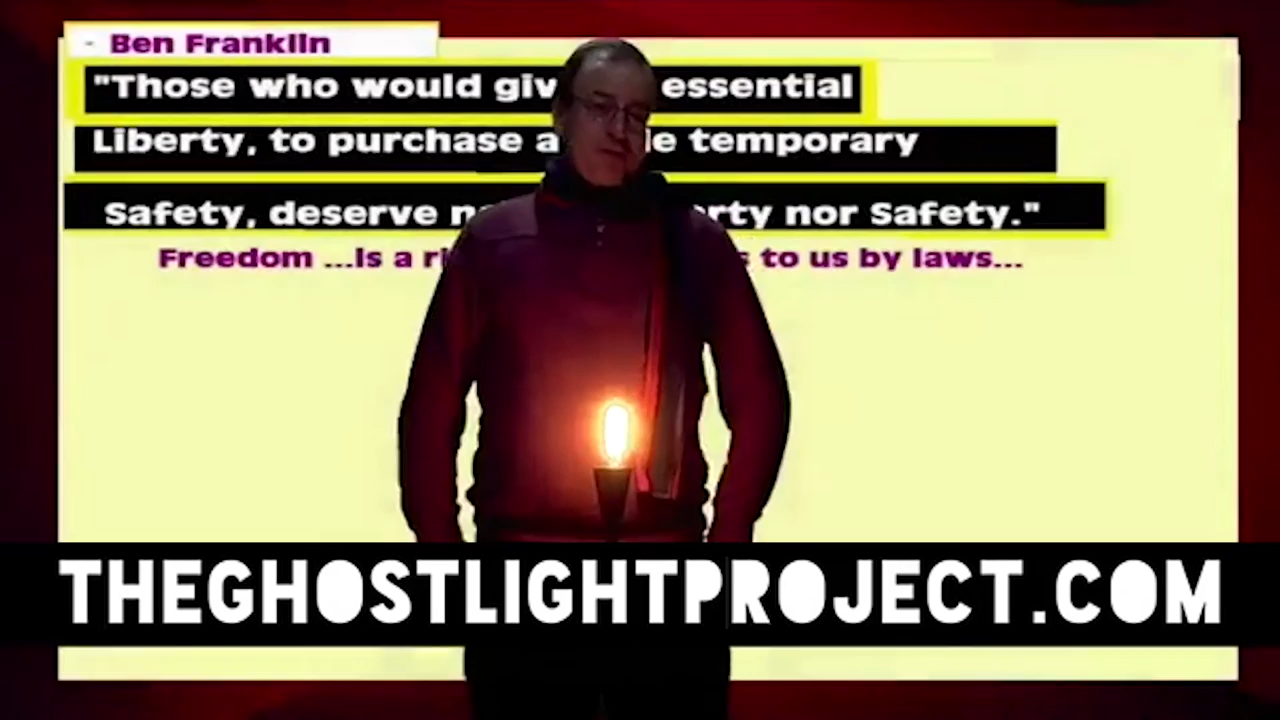 - Ben Franklin
"Those who would giv essential
Liberty, to purchase a le temporary
Safety, deserve n rty nor Safety."
Freedom ...Is a ri s to us by laws...
THEGHOSTLIGHTPROJECT.COM